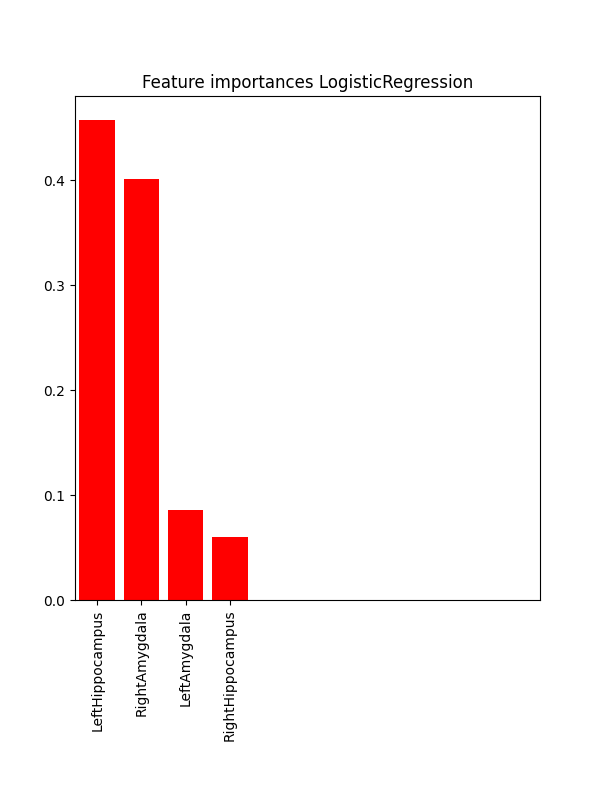 Feature importances LogisticRegression
0.4
0.3
0.2
0.1
0.0
LeftHippocampus
RightAmygdala
LeftAmygdala
RightHippocampus